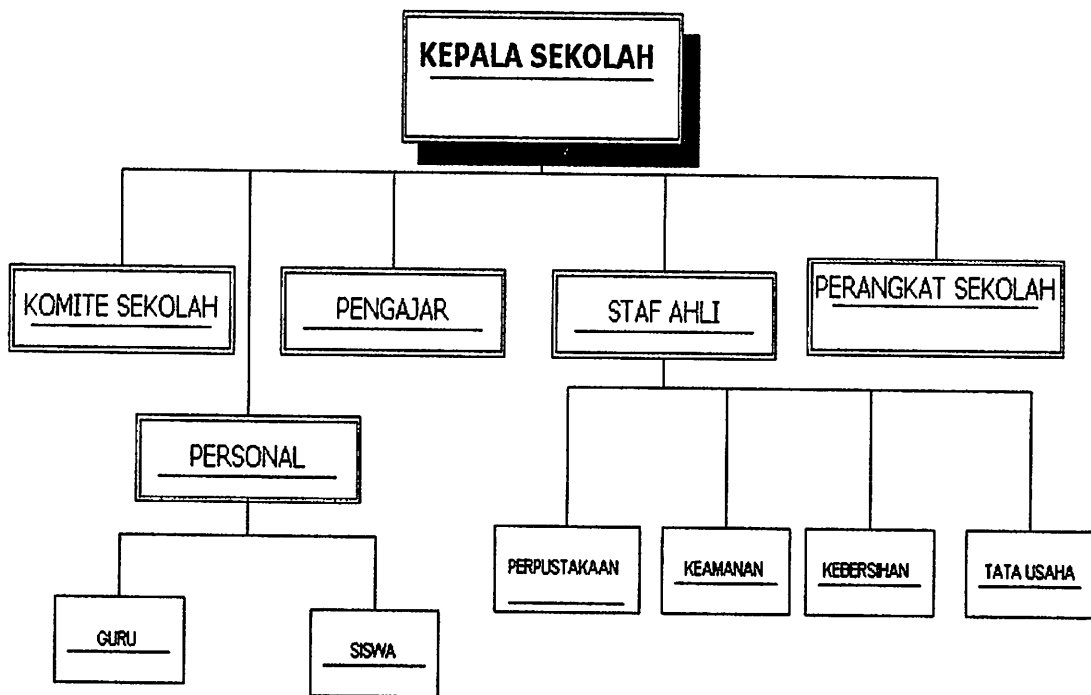 KEPALA SEKOLAH
KOMITE SEKOLAH
PENGAJAR
STAF AHLI
PERANGKAT SEKOLAH
PERSONAL
PERPUSTAKAAN
KEAMANAN
KEBERSIHAN
TATA USAHA
GURU
SISWA